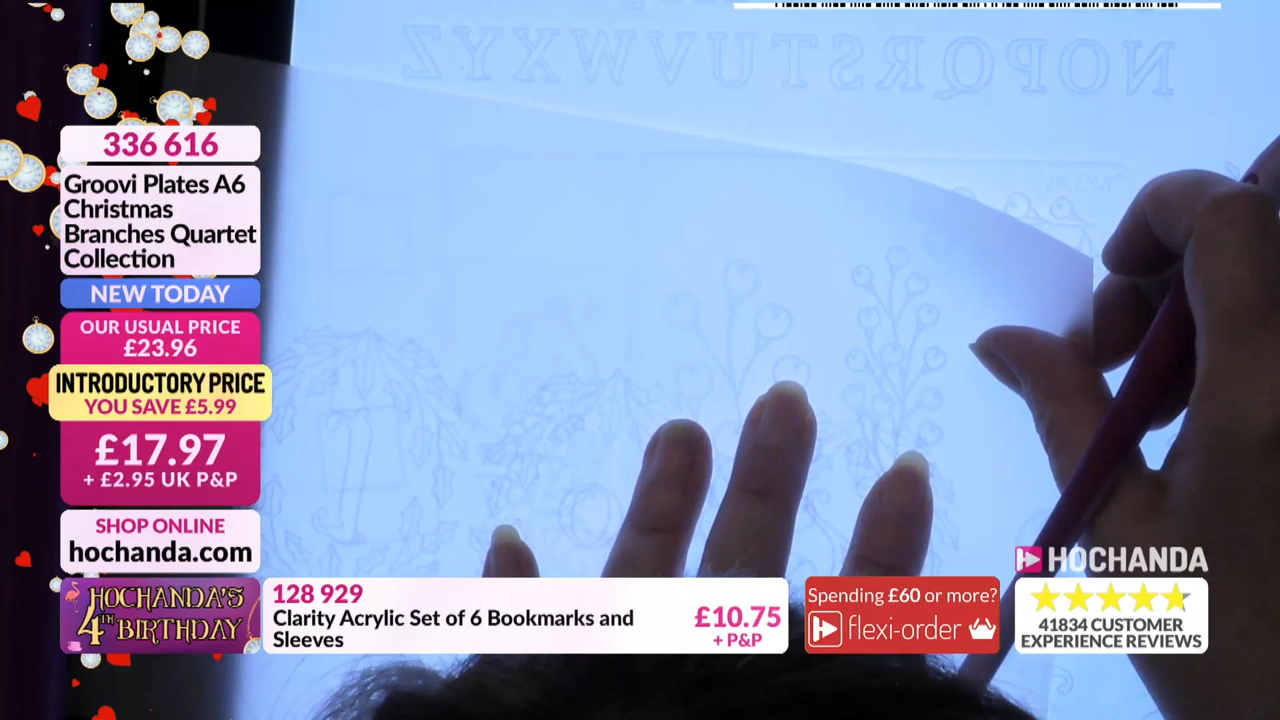 NOPQRSTUVWXYZ
336 616
Groovi Plates A6
Christmas
Branches Quartet
Collection
NEW TODAY
OUR USUAL PRICE
£23.96
INTRODUCTORY PRICE
YOU SAVE £5.99
£17.97
+ £2.95 UK P&P
SHOP ONLINE
hochanda.com
HOCHANDA'S
4TH BIRTHDAY
128 929
Clarity Acrylic Set of 6 Bookmarks and
Sleeves
£10.75
+ P&P
Spending £60 or more?
flexi-order
HOCHANDA
41834 CUSTOMER
EXPERIENCE REVIEWS